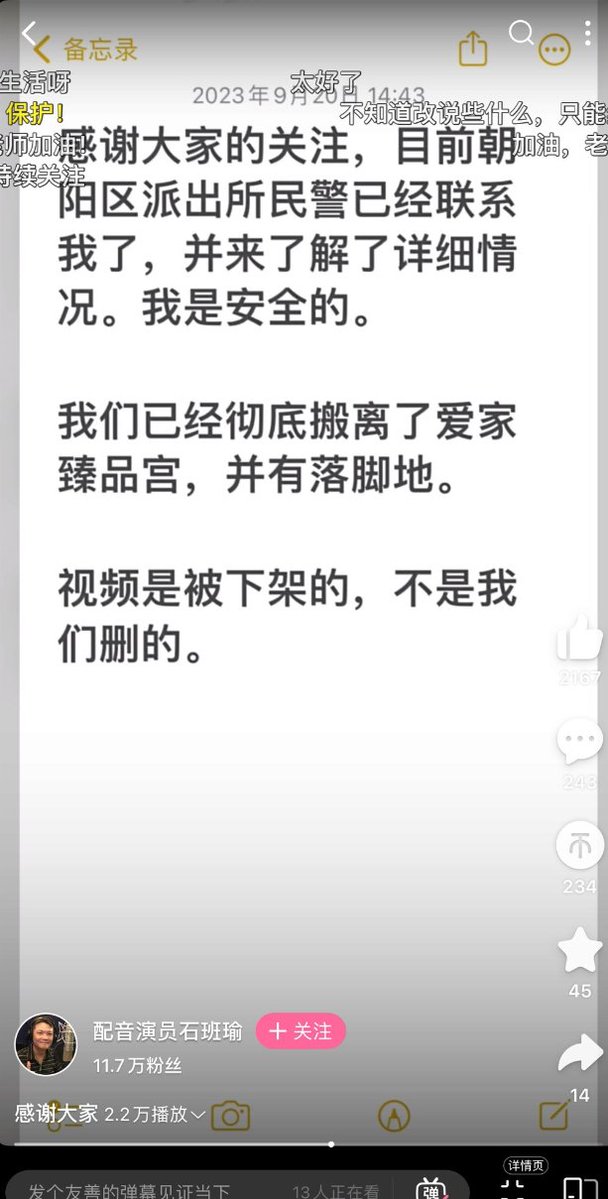 备忘录
生活呀
太好了
2023年9月20日 14:43
保护！
不知道改说些什么，只能
老师加油！
加油，老
持续关注
感谢大家的关注，目前朝
阳区派出所民警已经联系
我了，并来了解了详细情
况。我是安全的。
我们已经彻底搬离了爱家
臻品宫，并有落脚地。
视频是被下架的，不是我
们删的。
2167
243
234
45
14
配音演员石班瑜
+ 关注
11.7万粉丝
感谢大家 2.2万播放
详情页
发个友善的弹幕见证当下
13人正在看
弹